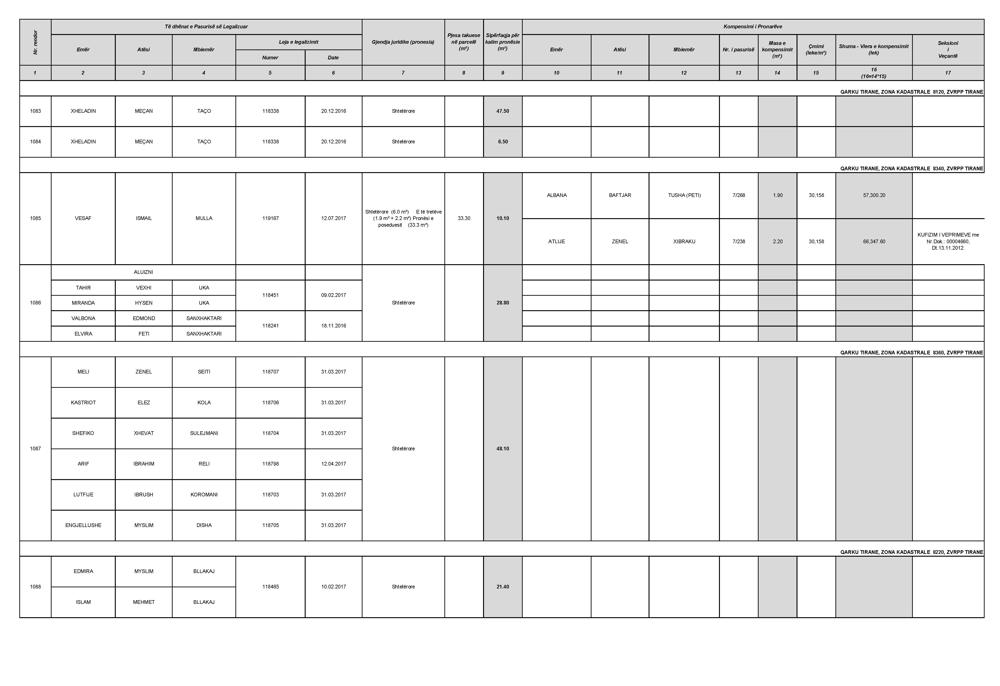 Nr. rendor
Të dhënat e Pasurisë së Legalizuar
Gjendja juridike (pronesia)
Pjesa takuese
në parcelë
(m²)
Sipërfaqja për
kalim pronësie
(m²)
Kompensimi i Pronarëve
Emër
Atësi
Mbiemër
Leja e legalizimit
Numer
Date
Emër
Atësi
Mbiemër
Nr. i pasurisë
Masa e
kompensimit
(m²)
Çmimi
(leke/m²)
Shuma - Vlera e kompensimit
(lek)
Seksioni
i
Veçantë
1 2 3 4 5 6 7 8 9 10 11 12 13 14 15 16 17
(16=14*15)
QARKU TIRANE, ZONA KADASTRALE 8120, ZVRPP TIRANE
1083 XHELADIN MEÇAN TAÇO 118338 20.12.2016 Shtetërore 47.50
1084 XHELADIN MEÇAN TAÇO 118338 20.12.2016 Shtetërore 6.50
QARKU TIRANE, ZONA KADASTRALE 8340, ZVRPP TIRANE
1085 VESAF ISMAIL MULLA 119167 12.07.2017
Shtetërore (6.0 m²) E të tretëve
(1.9 m² + 2.2 m²) Pronësi e
poseduesit (33.3 m²)
33.30 10.10
ALBANA BAFTJAR TUSHA (PETI) 7/268 1.90 30,158 57,300.20
ATLIJE ZENEL XIBRAKU 7/238 2.20 30,158 66,347.60
KUFIZIM I VEPRIMEVE me
Nr.Dok.: 00004660,
Dt.13.11.2012.
1086
ALUIZNI
TAHIR VEXHI UKA
118451 09.02.2017
MIRANDA HYSEN UKA
Shtetërore 28.80
VALBONA EDMOND SANXHAKTARI
118241 18.11.2016
ELVIRA FETI SANXHAKTARI
QARKU TIRANE, ZONA KADASTRALE 8360, ZVRPP TIRANE
MELI ZENEL SEITI 118707 31.03.2017
KASTRIOT ELEZ KOLA 118706 31.03.2017
SHEFIKO XHEVAT SULEJMANI 118704 31.03.2017
1087 Shtetërore 48.10
ARIF IBRAHIM RELI 118798 12.04.2017
LUTFIJE IBRUSH KOROMANI 118703 31.03.2017
ENGJELLUSHE MYSLIM DISHA 118705 31.03.2017
QARKU TIRANE, ZONA KADASTRALE 8220, ZVRPP TIRANE
EDMIRA MYSLIM BLLAKAJ
1088 118465 10.02.2017 Shtetërore 21.40
ISLAM MEHMET BLLAKAJ